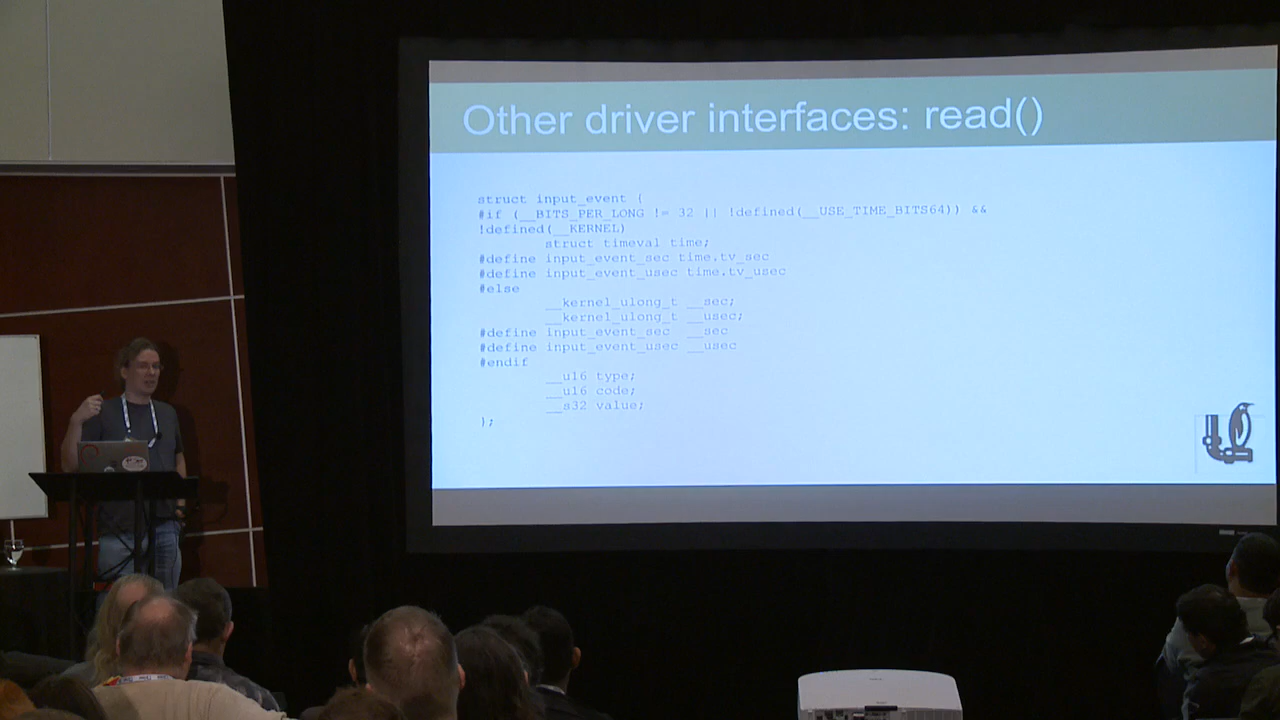 Other driver interfaces: read()
struct input_event {
#if (__BITS_PER_LONG != 32 || !defined(__USE_TIME_BITS64)) &&
!defined(__KERNEL)
struct timeval time;
#define input_event_sec time.tv_sec
#define input_event_usec time.tv_usec
#else
__kernel_ulong_t __sec;
__kernel_ulong_t __usec;
#define input_event_sec __sec
#define input_event_usec __usec
#endif
__u16 type;
__u16 code;
__s32 value;
};